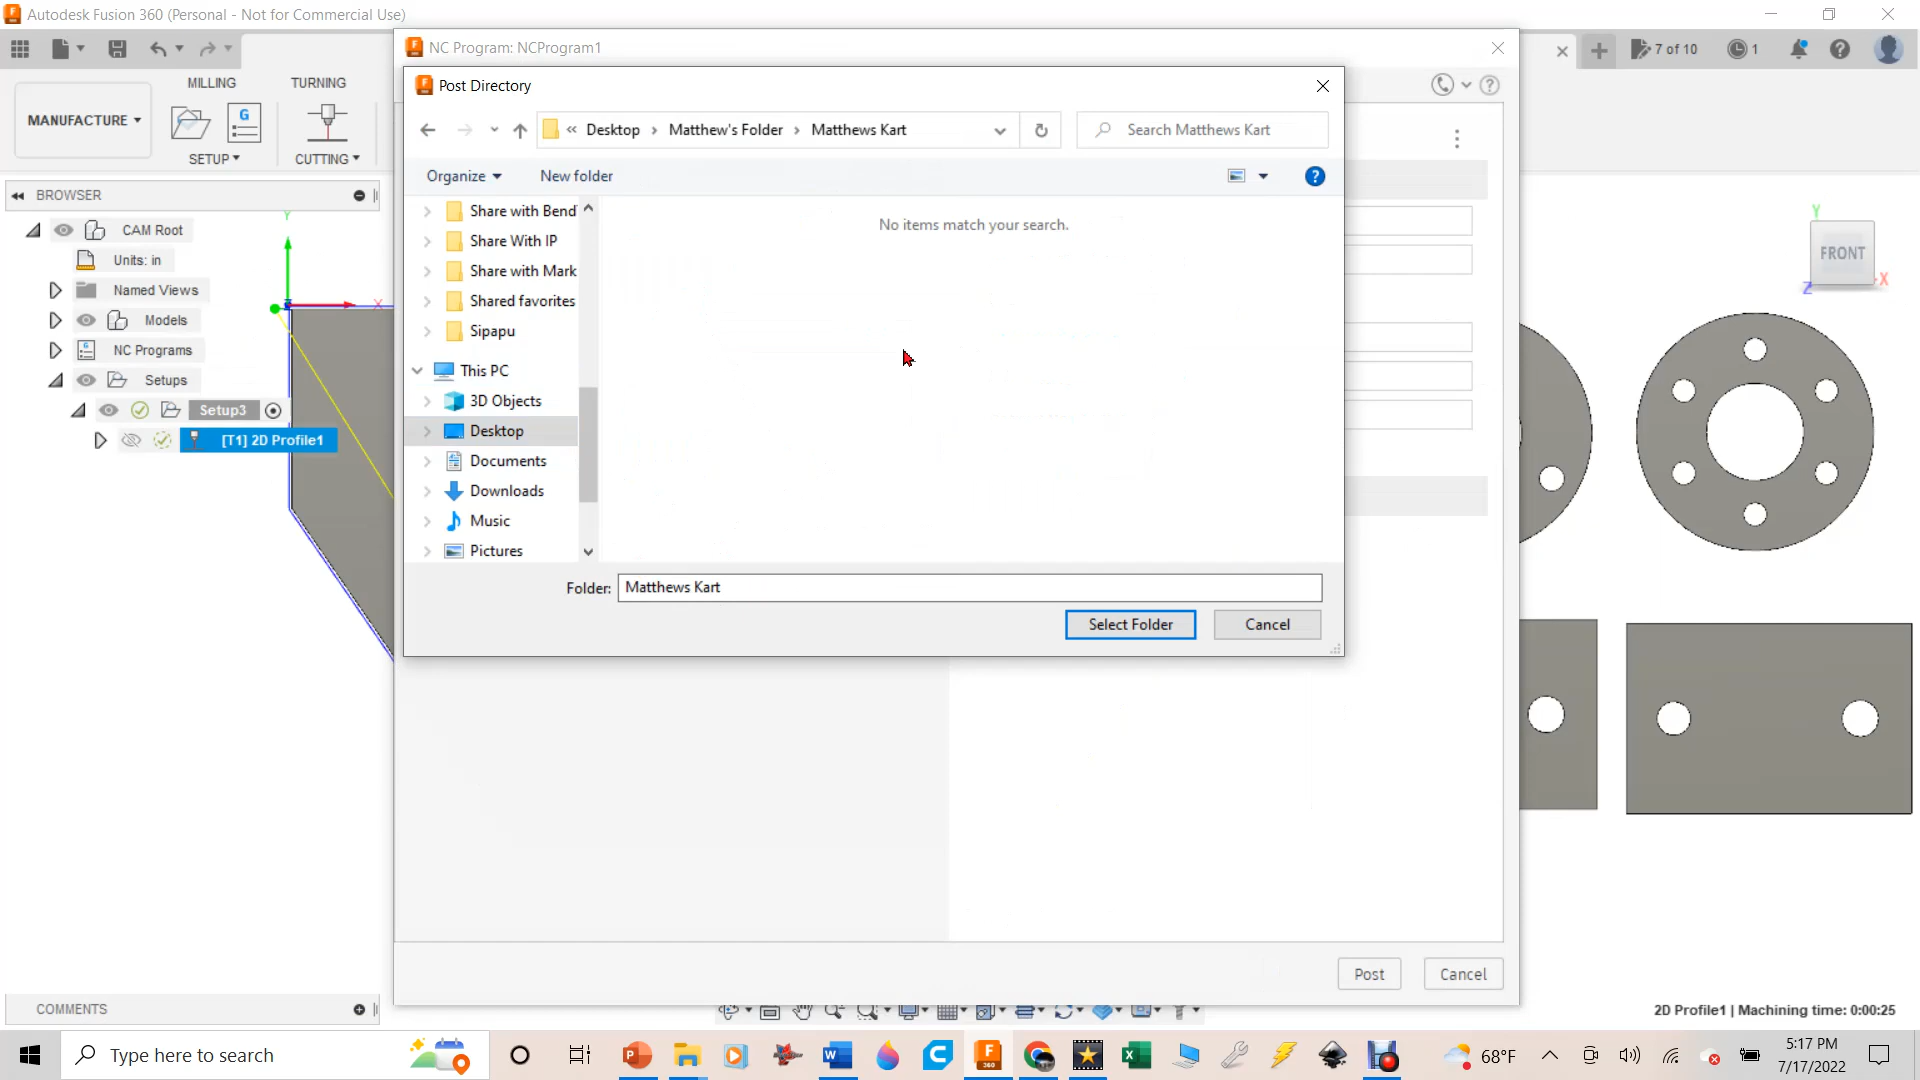 Autodesk Fusion 360 (Personal - Not for Commercial Use)
NC Program: NCProgram1
7 of 10
1
MILLING
TURNING
Post Directory
MANUFACTURE
G
SETUP
CUTTING
« Desktop › Matthew's Folder › Matthews Kart
Search Matthews Kart
Organize
New folder
BROWSER
CAM Root
Units: in
Named Views
Models
NC Programs
Setups
Setup3
[T1] 2D Profile1
Y
X
Share with Bend
Share With IP
Share with Mark
Shared favorites
Sipapu
This PC
3D Objects
Desktop
Documents
Downloads
Music
Pictures
No items match your search.
Folder: Matthews Kart
Select Folder
Cancel
Y
FRONT
X
Z
Post
Cancel
COMMENTS
2D Profile1 | Machining time: 0:00:25
Type here to search
68°F
5:17 PM
7/17/2022